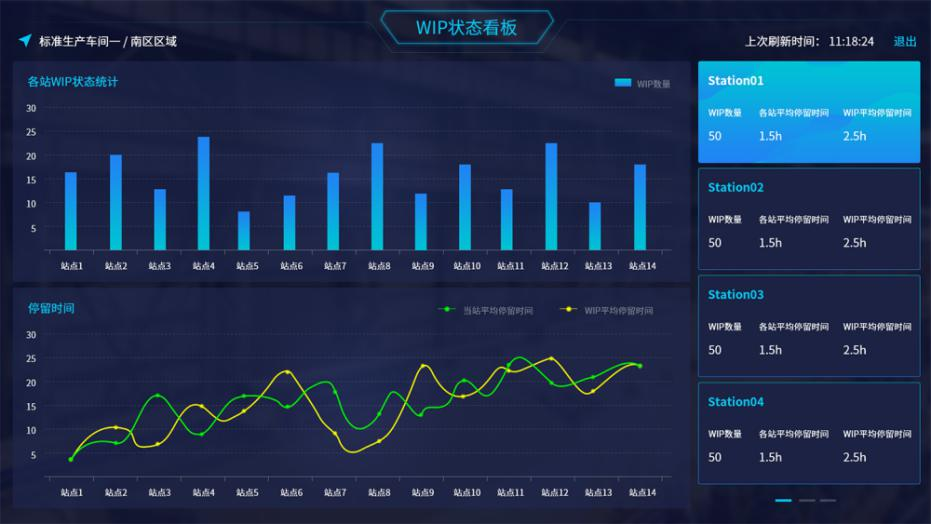 WIP状态看板
标准生产车间一 / 南区区域
上次刷新时间： 11:18:24 退出
各站WIP状态统计
WIP数量
30
25
20
15
10
5
站点1 站点2 站点3 站点4 站点5 站点6 站点7 站点8 站点9 站点10 站点11 站点12 站点13 站点14
停留时间
当站平均停留时间 WIP平均停留时间
30
25
20
15
10
5
站点1 站点2 站点3 站点4 站点5 站点6 站点7 站点8 站点9 站点10 站点11 站点12 站点13 站点14
Station01
WIP数量 各站平均停留时间 WIP平均停留时间
50 1.5h 2.5h
Station02
WIP数量 各站平均停留时间 WIP平均停留时间
50 1.5h 2.5h
Station03
WIP数量 各站平均停留时间 WIP平均停留时间
50 1.5h 2.5h
Station04
WIP数量 各站平均停留时间 WIP平均停留时间
50 1.5h 2.5h